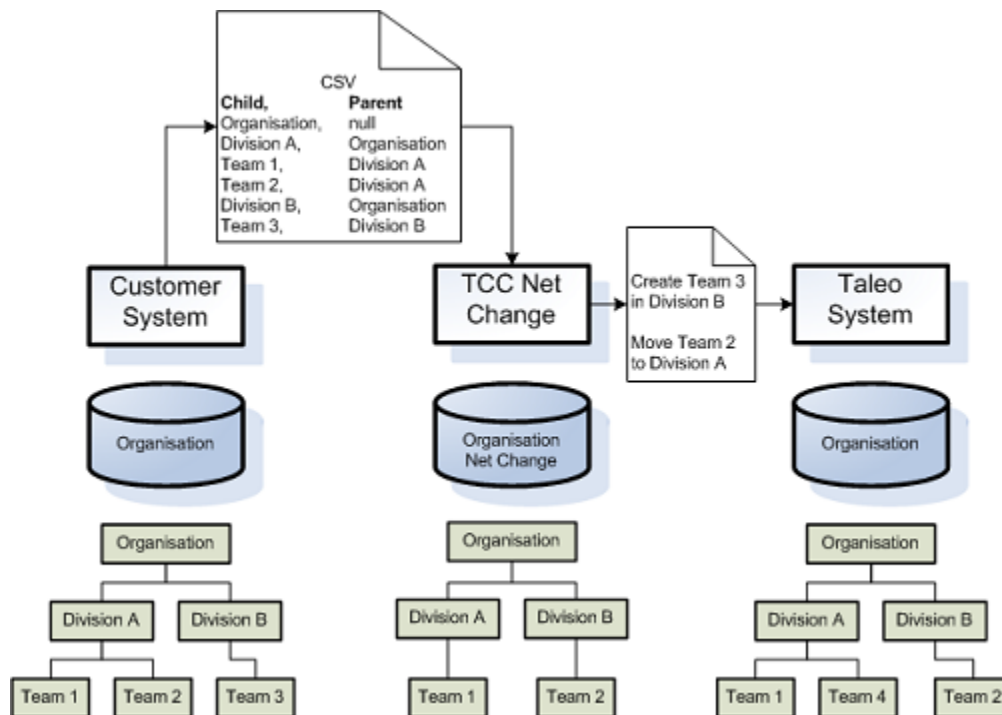 CSV
Child, Parent
Organisation, null
Division A, Organisation
Team 1, Division A
Team 2, Division A
Division B, Organisation
Team 3, Division B
Customer
System
TCC Net
Change
Create Team 3
in Division B
Move Team 2
to Division A
Taleo
System
Organisation
Organisation
Net Change
Organisation
Organisation
Division A
Division B
Team 1
Team 2
Team 3
Organisation
Division A
Division B
Team 1
Team 2
Organisation
Division A
Division B
Team 1
Team 4
Team 2